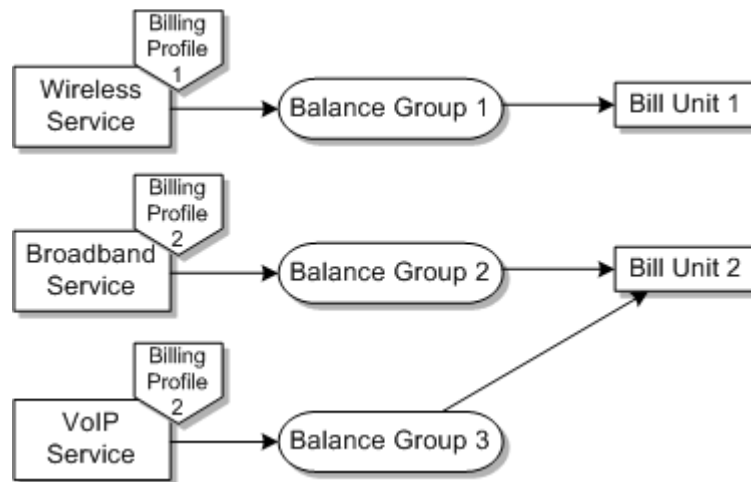 Billing
Profile
1
Wireless
Service
Balance Group 1
Bill Unit 1
Billing
Profile
2
Broadband
Service
Balance Group 2
Bill Unit 2
Billing
Profile
2
VoIP
Service
Balance Group 3